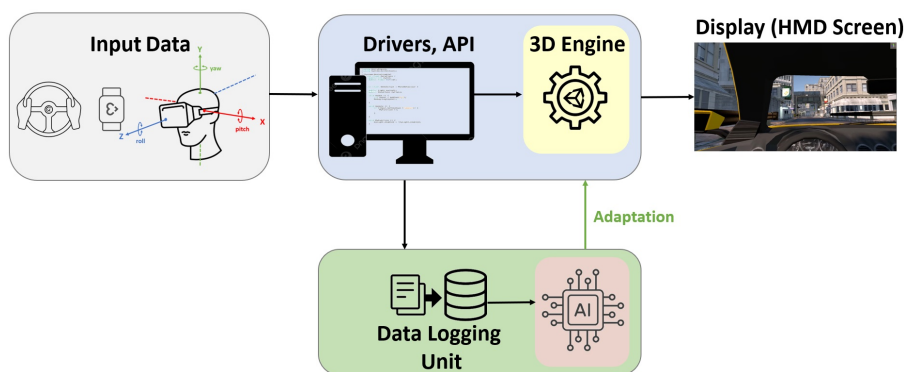 Input Data
Y
yaw
X
pitch
Z
roll
Drivers, API
3D Engine
Display (HMD Screen)
Adaptation
Data Logging
Unit
AI